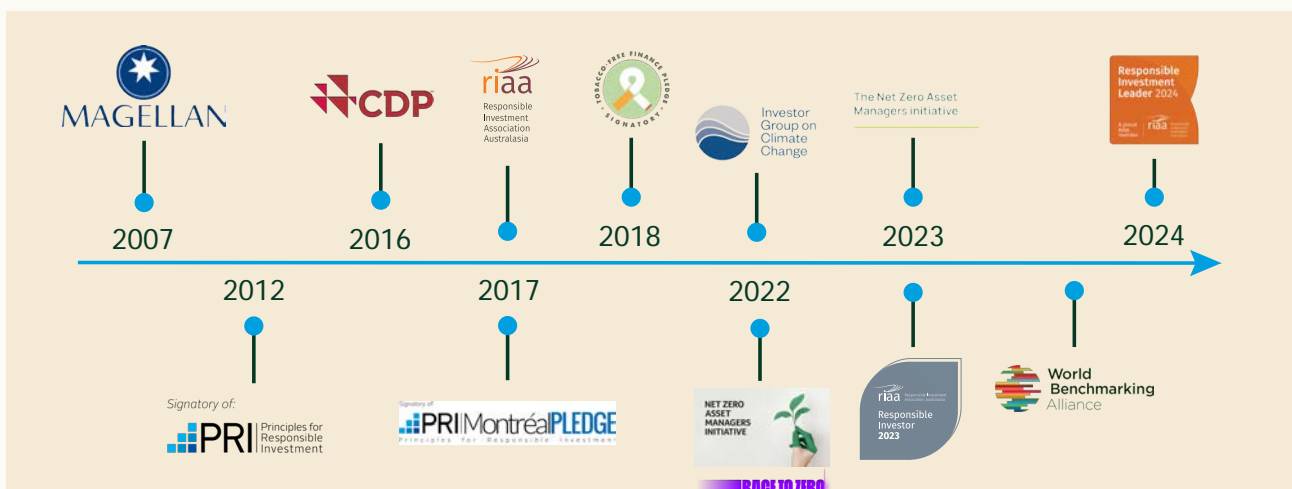 MAGELLAN
2007
CDP
2016
riaa
Responsible
Investment
Association
Australasia
TOBACCO-FREE FINANCE PLEDGE
SIGNATORY
2018
Investor
Group on
Climate
Change
The Net Zero Asset
Managers initiative
2023
Responsible
Investment
Leader 2024
riaa
2024
2012
Signatory of:
PRI
Principles for
Responsible
Investment
2017
Signatory of:
PRI Montréal PLEDGE
Principles for Responsible Investment
2022
NET ZERO
ASSET
MANAGERS
INITIATIVE
RACE TO ZERO
riaa
Responsible
Investor
2023
World
Benchmarking
Alliance